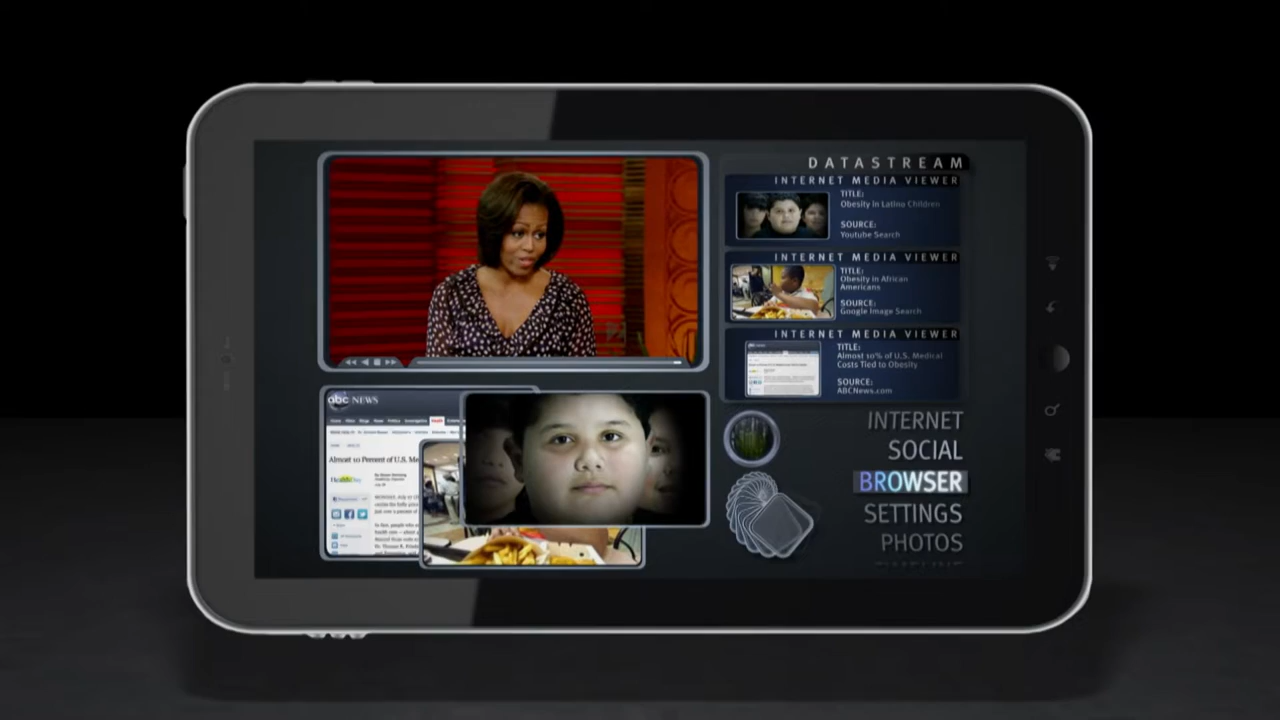 DATASTREAM
INTERNET MEDIA VIEWER
TITLE:
Obesity in Latino Children
SOURCE:
Youtube Search
INTERNET MEDIA VIEWER
TITLE:
Obesity in African
Americans
SOURCE:
Google Image Search
INTERNET MEDIA VIEWER
TITLE:
Almost 10% of U.S. Medical
Costs Tied to Obesity
SOURCE:
ABCNews.com
abc NEWS
Almost 10 Percent of U.S. Me
HealthDay
INTERNET
SOCIAL
BROWSER
SETTINGS
PHOTOS